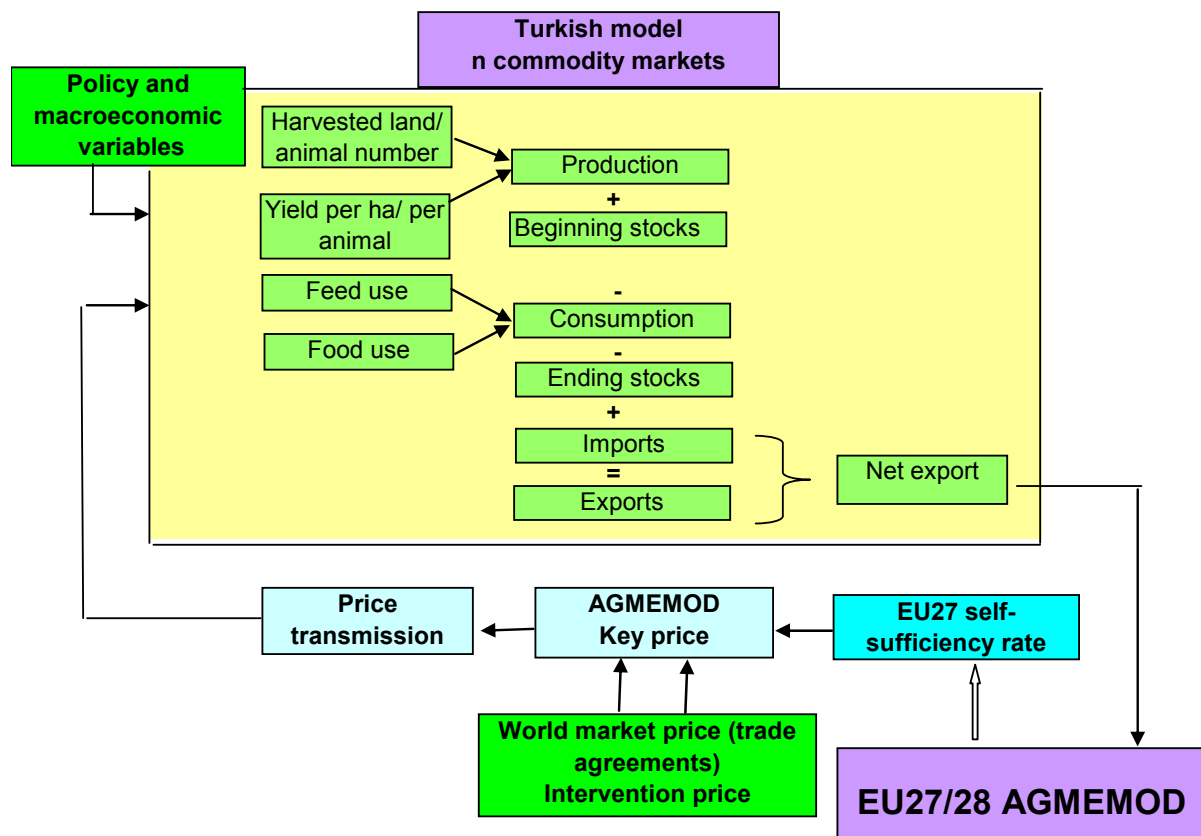 Turkish model
n commodity markets
Policy and
macroeconomic
variables
Harvested land/
animal number
Production
+
Yield per ha/ per
animal
Beginning stocks
Feed use
-
Consumption
Food use
-
Ending stocks
+
Imports
=
Exports
Net export
Price
transmission
AGMEMOD
Key price
EU27 self-
sufficiency rate
World market price (trade
agreements)
Intervention price
EU27/28 AGMEMOD